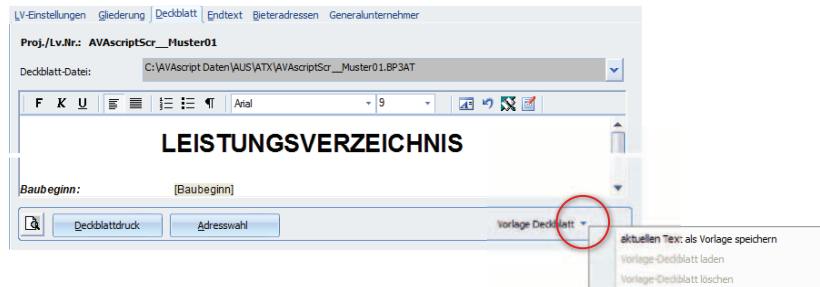 LV-Einstellungen Gliederung Deckblatt Endtext Bieteradressen Generalunternehmer
Proj./Lv.Nr.: AVAscriptScr__Muster01
Deckblatt-Datei: C:\AVAscript Daten\AUS\ATX\AVAscriptScr__Muster01.BP3AT
F K U Arial 9
LEISTUNGSVERZEICHNIS
Baubeginn: [Baubeginn]
Deckblattdruck Adresswahl Vorlage Deckblatt
aktuellen Text als Vorlage speichern
Vorlage-Deckblatt laden
Vorlage-Deckblatt löschen